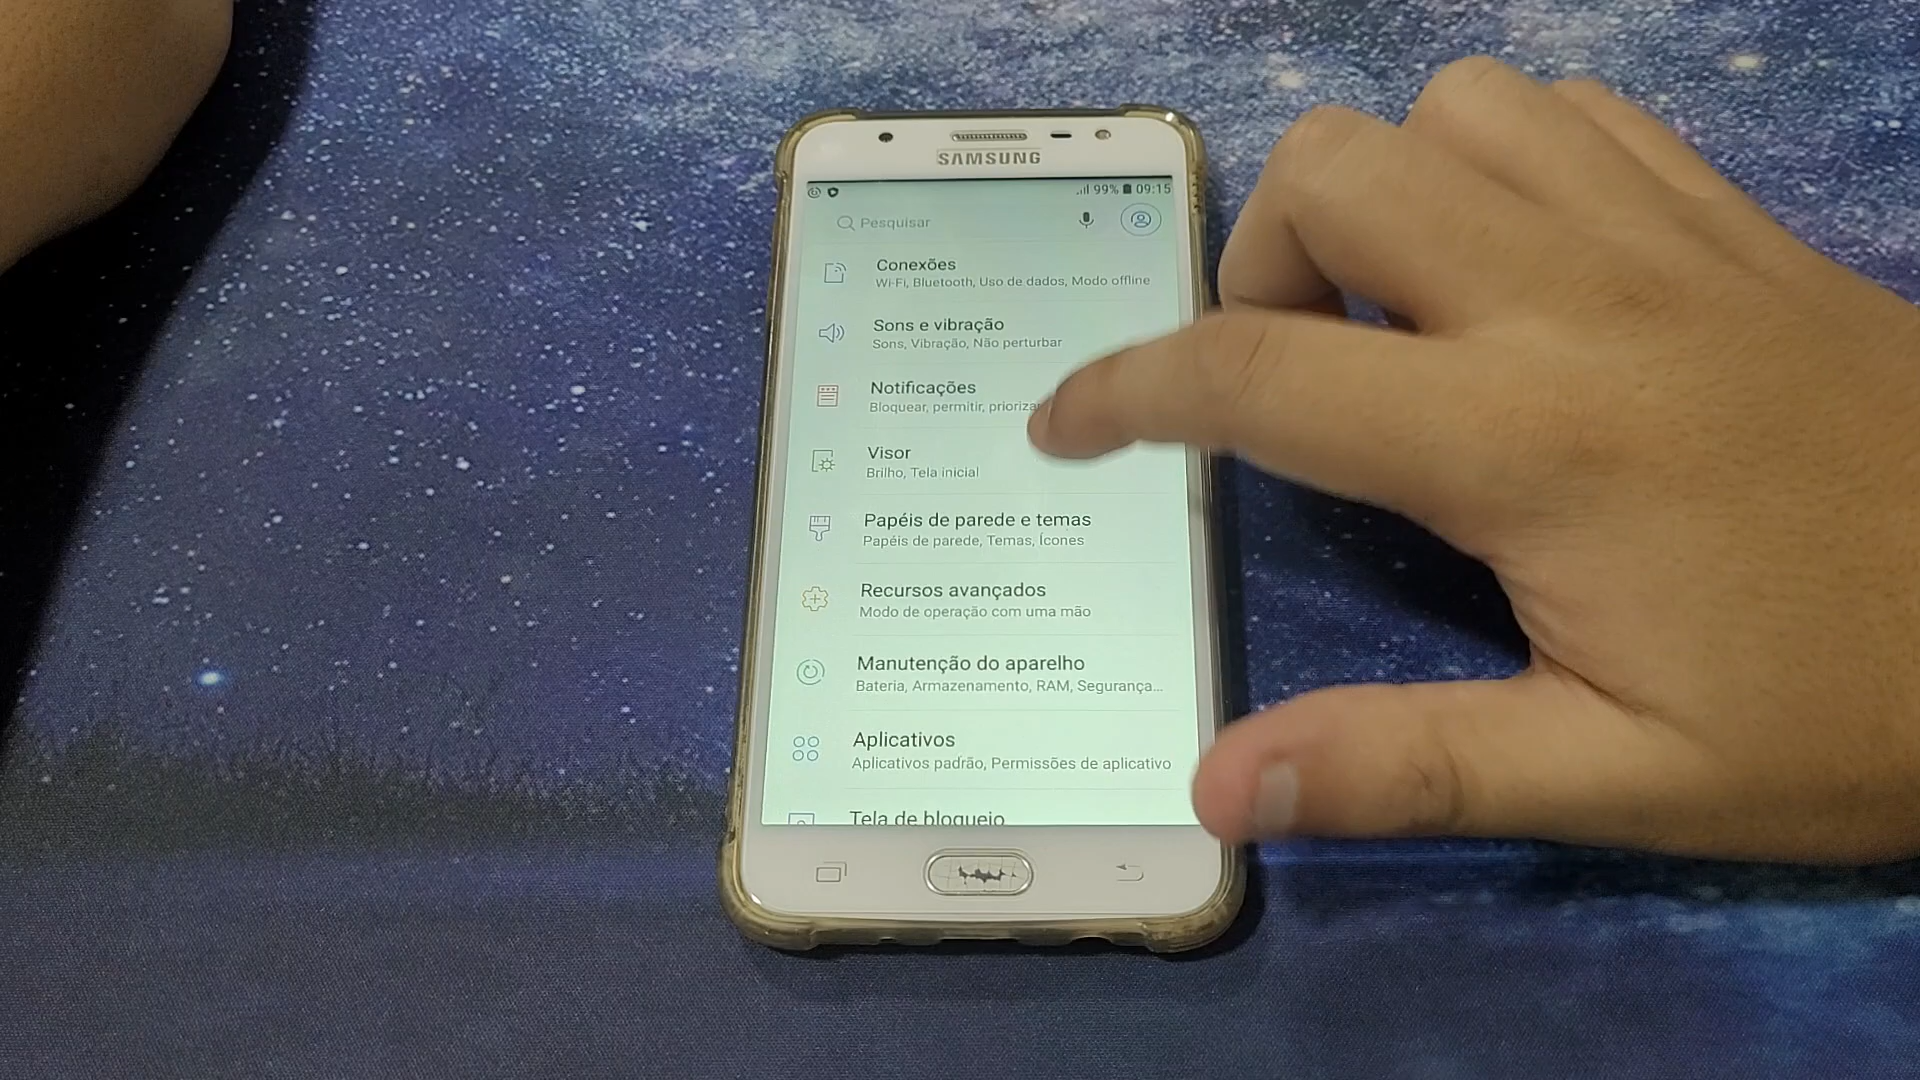 SAMSUNG
99% 09:15
Pesquisar
Conexões
Wi-Fi, Bluetooth, Uso de dados, Modo offline
Sons e vibração
Sons, Vibração, Não perturbar
Notificações
Bloquear, permitir, priorizar
Visor
Brilho, Tela inicial
Papéis de parede e temas
Papéis de parede, Temas, Ícones
Recursos avançados
Modo de operação com uma mão
Manutenção do aparelho
Bateria, Armazenamento, RAM, Segurança...
Aplicativos
Aplicativos padrão, Permissões de aplicativo
Tela de bloqueio